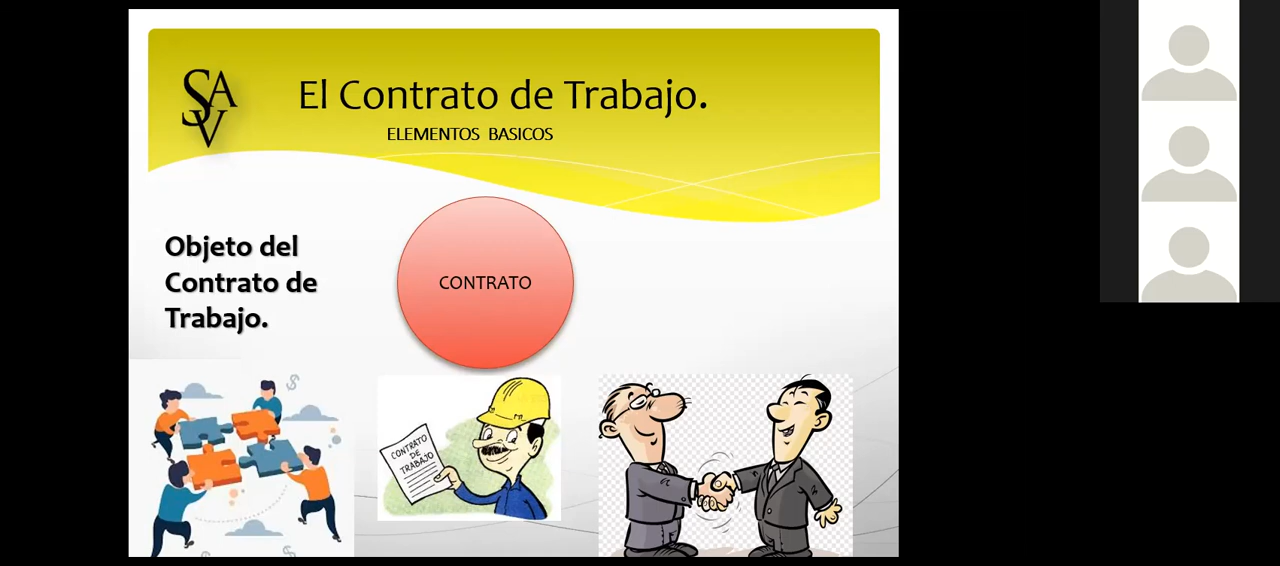 SAV
El Contrato de Trabajo.
ELEMENTOS BASICOS
Objeto del
Contrato de
Trabajo.
CONTRATO
CONTRATO
DE
TRABAJO
$
$
$